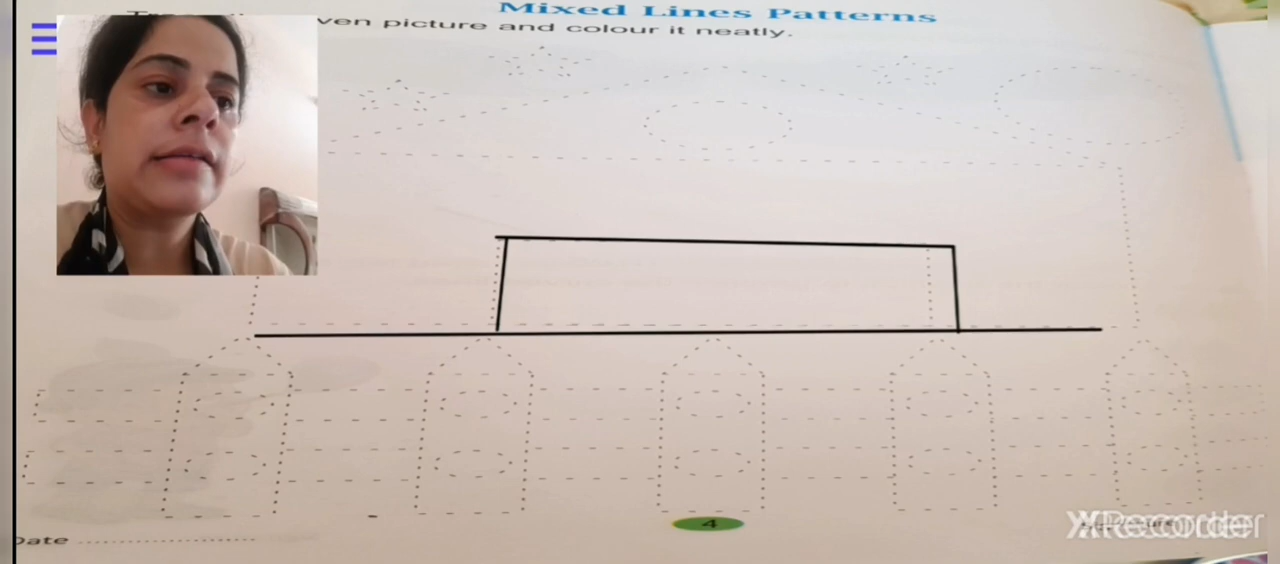 Mixed Lines Patterns
ven picture and colour it neatly.
4
Date
XRecorder